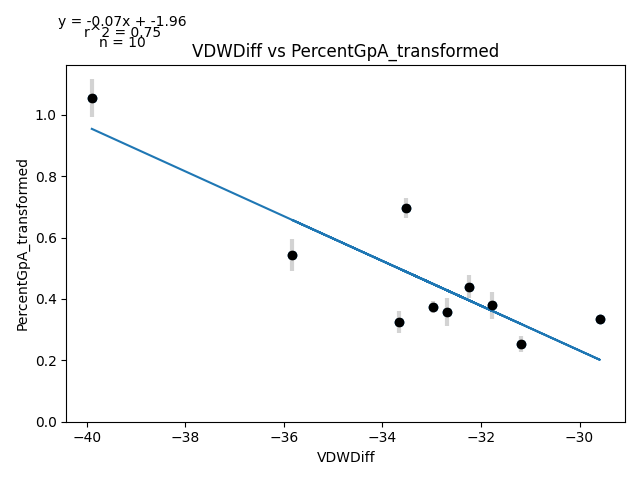 y = -0.07x + -1.96
r^2 = 0.75
n = 10
VDWDiff vs PercentGpA_transformed
PercentGpA_transformed
1.0
0.8
0.6
0.4
0.2
0.0
−40
−38
−36
−34
−32
−30
VDWDiff